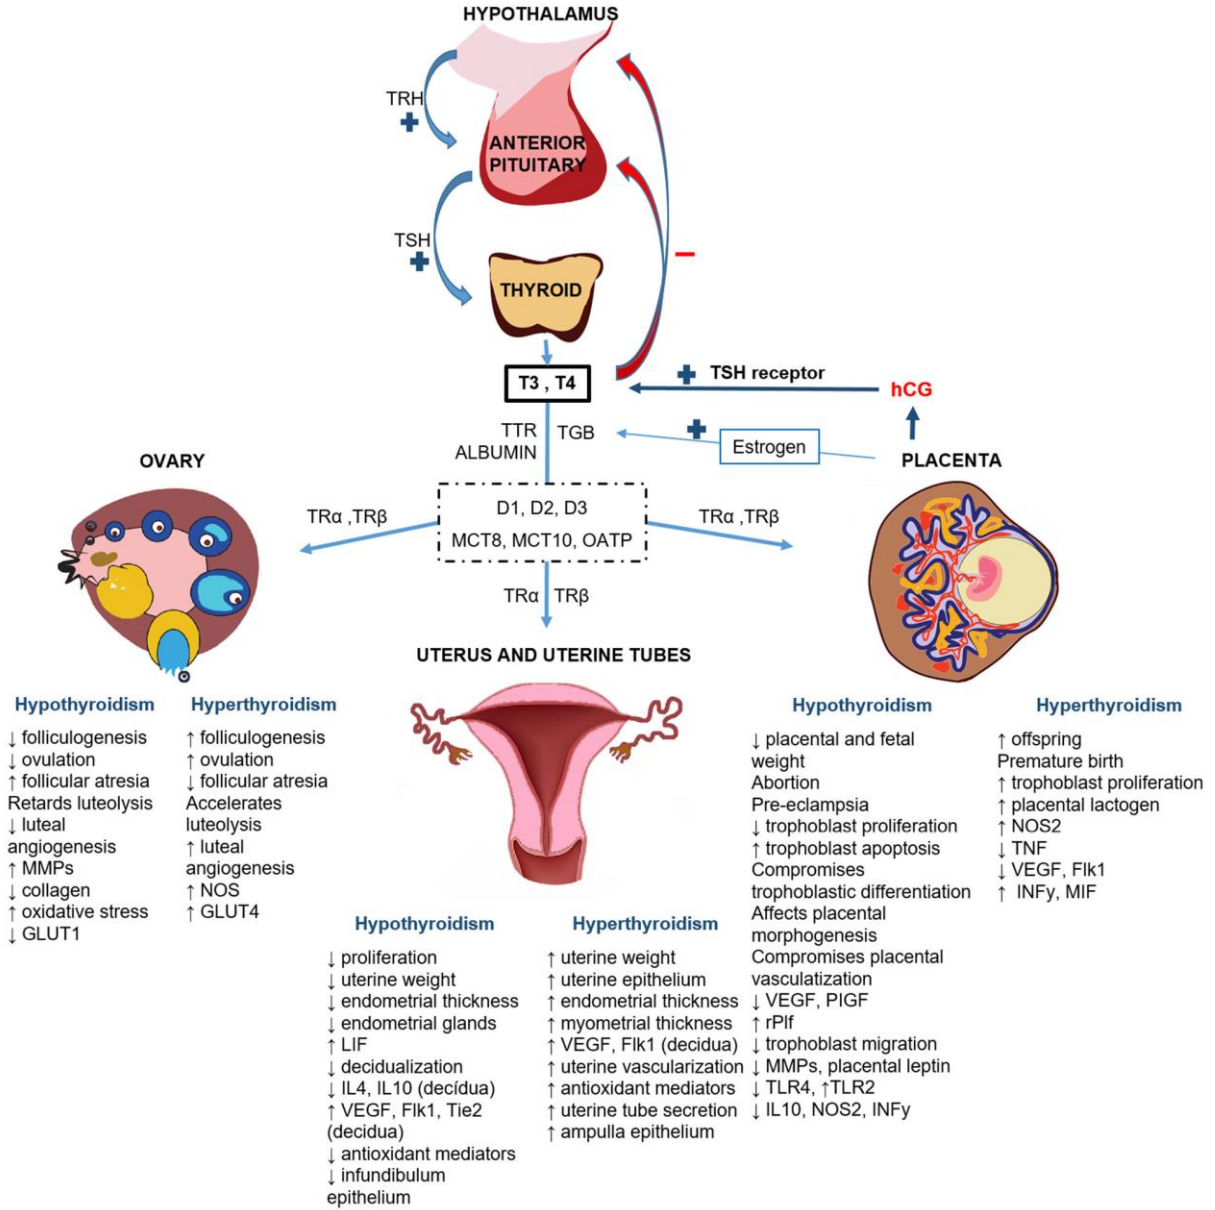 HYPOTHALAMUS
TRH
ANTERIOR
PITUITARY
TSH
THYROID
T3 , T4
TSH receptor
hCG
TTR
ALBUMIN
TGB
Estrogen
OVARY
PLACENTA
D1, D2, D3
MCT8, MCT10, OATP
TRα ,TRβ
TRα ,TRβ
TRα TRβ
UTERUS AND UTERINE TUBES
Hypothyroidism
↓ folliculogenesis
↓ ovulation
↑ follicular atresia
Retards luteolysis
↓ luteal
angiogenesis
↑ MMPs
↓ collagen
↑ oxidative stress
↓ GLUT1
Hyperthyroidism
↑ folliculogenesis
↑ ovulation
↓ follicular atresia
Accelerates
luteolysis
↑ luteal
angiogenesis
↑ NOS
↑ GLUT4
Hypothyroidism
↓ proliferation
↓ uterine weight
↓ endometrial thickness
↓ endometrial glands
↑ LIF
↓ decidualization
↓ IL4, IL10 (decídua)
↑ VEGF, Flk1, Tie2
(decidua)
↓ antioxidant mediators
↓ infundibulum
epithelium
Hyperthyroidism
↑ uterine weight
↑ uterine epithelium
↑ endometrial thickness
↑ myometrial thickness
↑ VEGF, Flk1 (decidua)
↑ uterine vascularization
↑ antioxidant mediators
↑ uterine tube secretion
↑ ampulla epithelium
Hypothyroidism
↓ placental and fetal
weight
Abortion
Pre-eclampsia
↓ trophoblast proliferation
↑ trophoblast apoptosis
Compromises
trophoblastic differentiation
Affects placental
morphogenesis
Compromises placental
vasculatization
↓ VEGF, PIGF
↑ rPlf
↓ trophoblast migration
↓ MMPs, placental leptin
↓ TLR4, ↑TLR2
↓ IL10, NOS2, INFy
Hyperthyroidism
↑ offspring
Premature birth
↑ trophoblast proliferation
↑ placental lactogen
↑ NOS2
↓ TNF
↓ VEGF, Flk1
↑ INFy, MIF